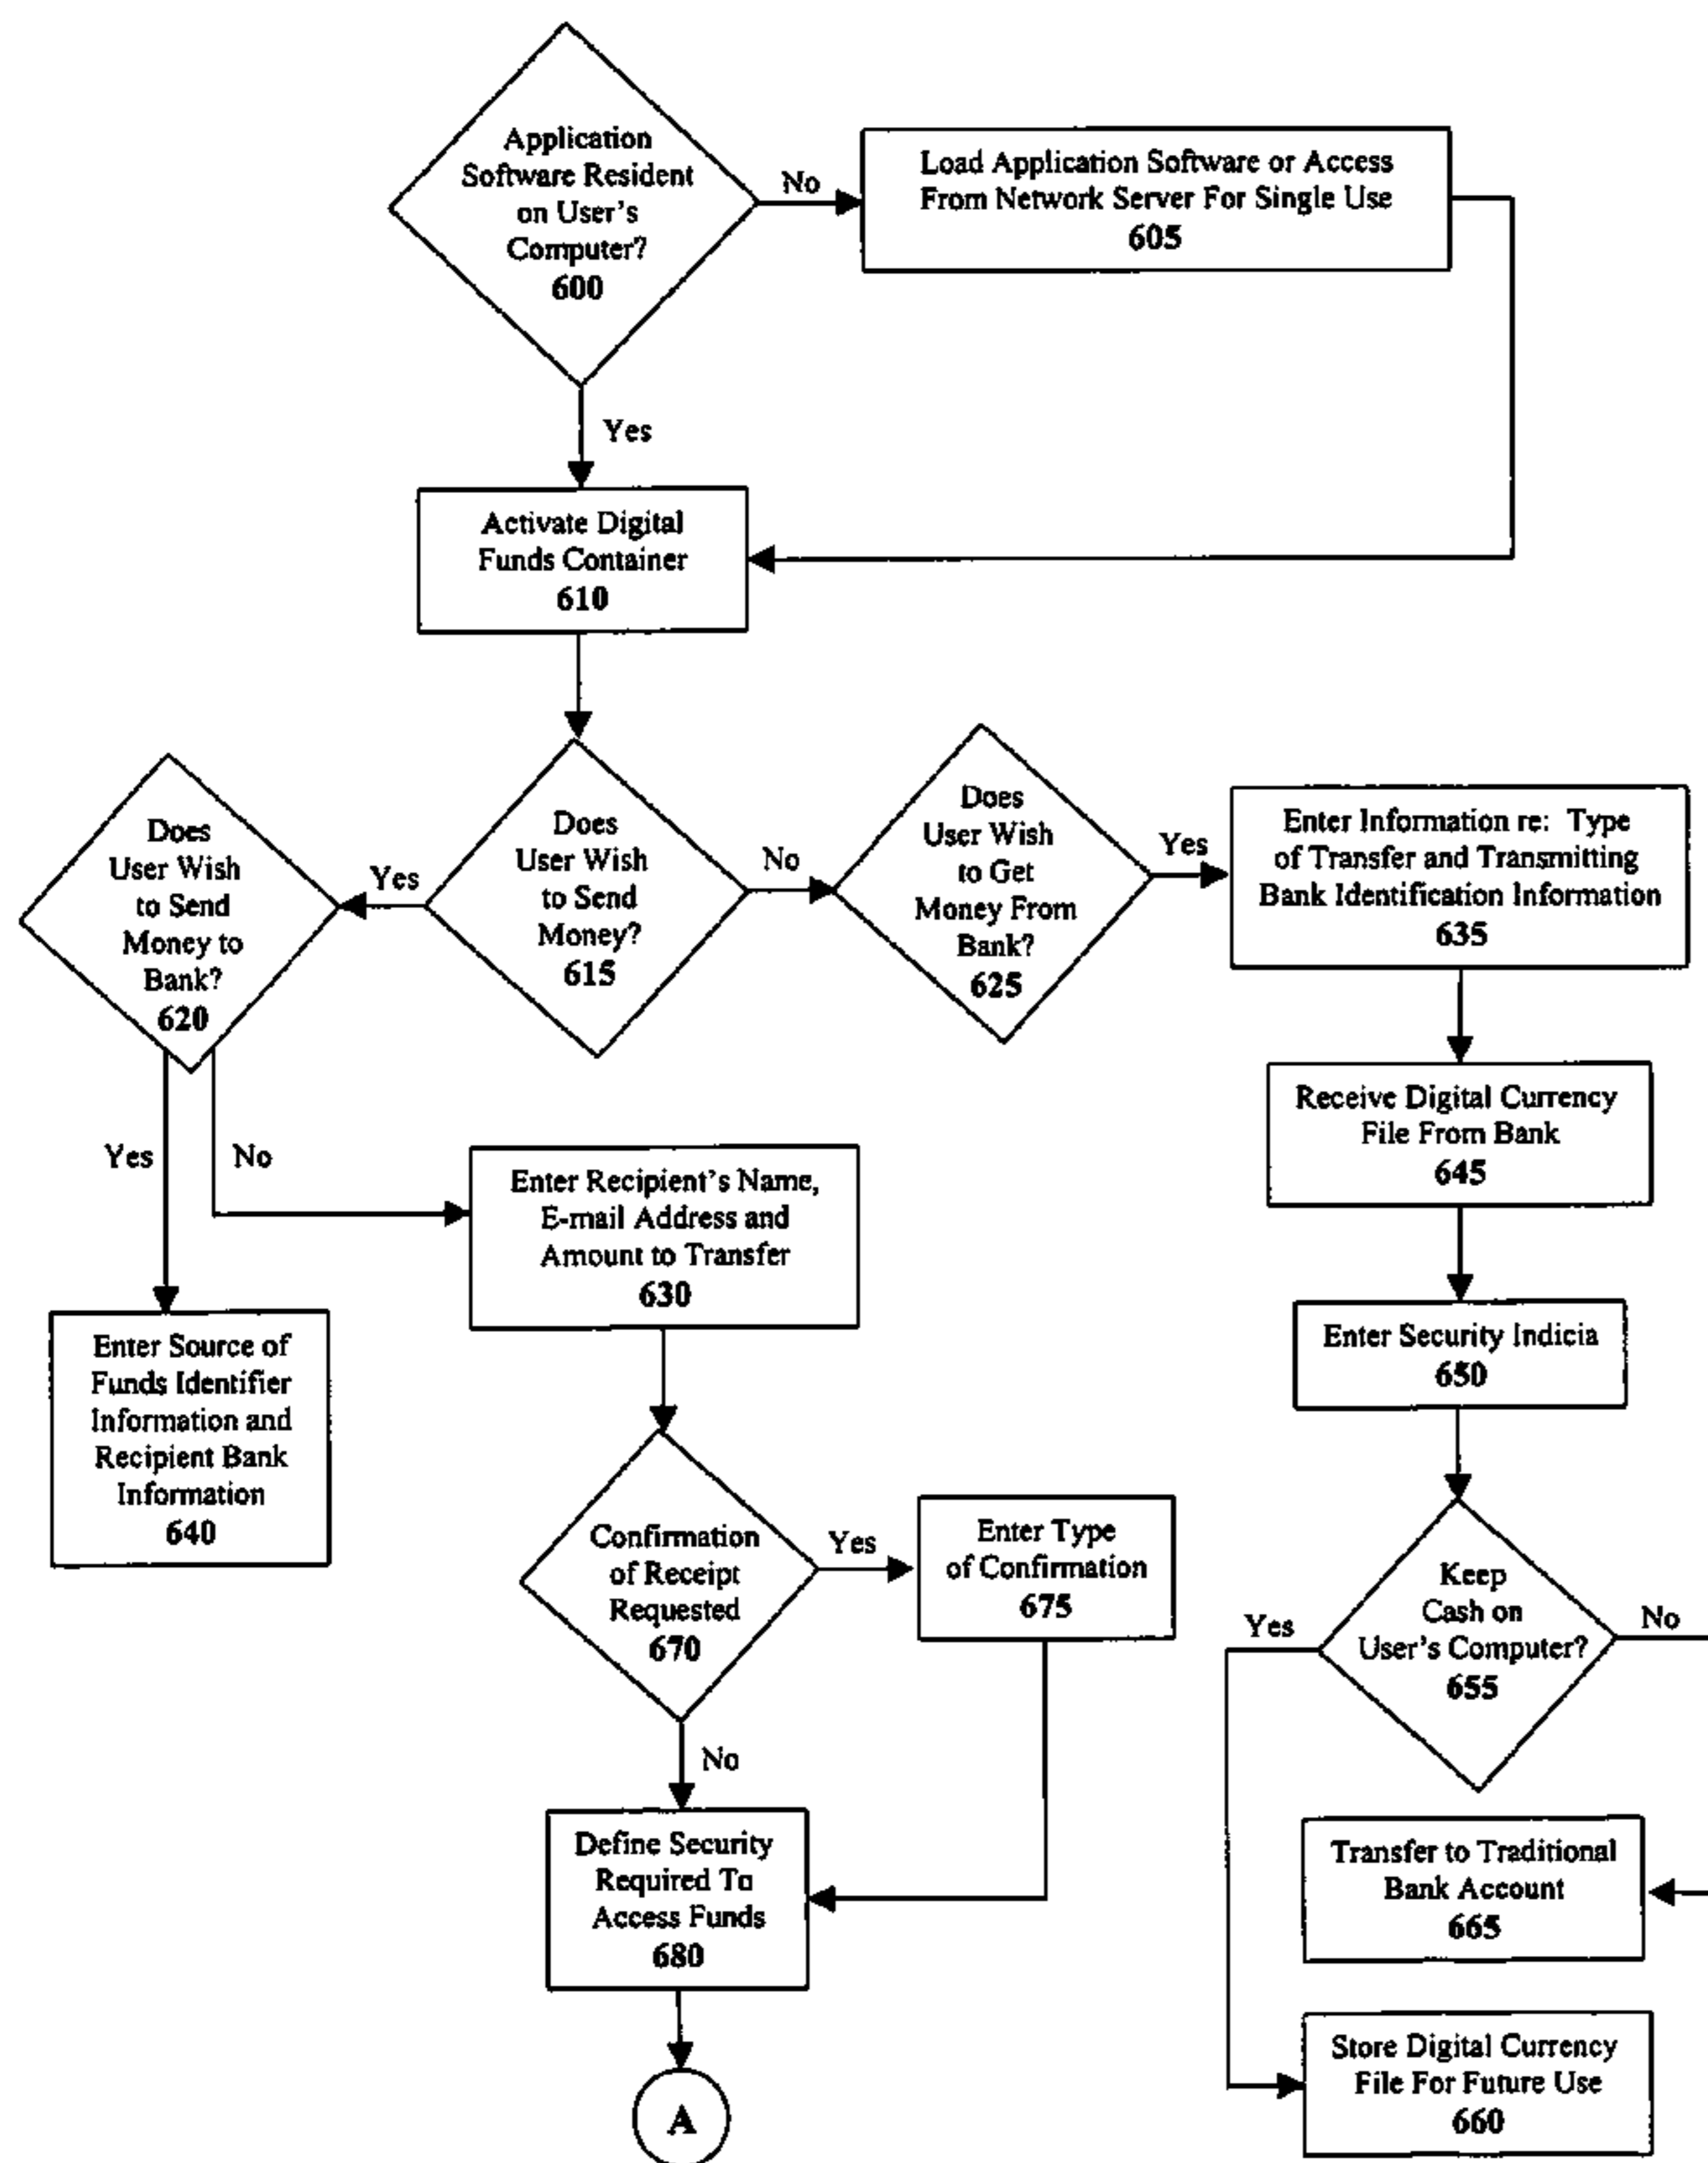 Application
Software Resident
on User's
Computer?
600
No
Load Application Software or Access
From Network Server For Single Use
605
Yes
Activate Digital
Funds Container
610
Does
User Wish
to Send
Money to
Bank?
620
Yes
Does
User Wish
to Send
Money?
615
No
Does
User Wish
to Get
Money From
Bank?
625
Yes
Enter Information re: Type
of Transfer and Transmitting
Bank Identification Information
635
Receive Digital Currency
File From Bank
645
Yes
No
Enter Recipient's Name,
E-mail Address and
Amount to Transfer
630
Enter Source of
Funds Identifier
Information and
Recipient Bank
Information
640
Enter Security Indicia
650
Confirmation
of Receipt
Requested
670
Yes
Enter Type
of Confirmation
675
Yes
Keep
Cash on
User's Computer?
655
No
No
Define Security
Required To
Access Funds
680
Transfer to Traditional
Bank Account
665
A
Store Digital Currency
File For Future Use
660